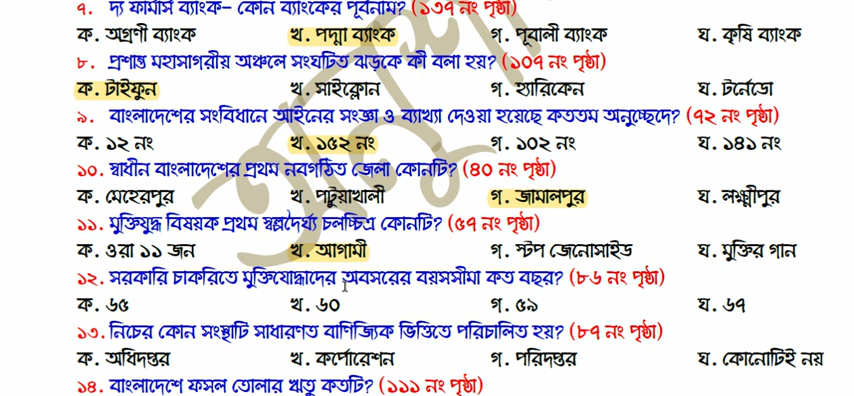 ৭. দ্য ফার্মার্স ব্যাংক– কোন ব্যাংকের পূর্বনাম? (১৩৭ নং পৃষ্ঠা)
ক. অগ্রণী ব্যাংক খ. পদ্মা ব্যাংক গ. পূবালী ব্যাংক ঘ. কৃষি ব্যাংক
৮. প্রশান্ত মহাসাগরীয় অঞ্চলে সংঘটিত ঝড়কে কী বলা হয়? (১০৭ নং পৃষ্ঠা)
ক. টাইফুন খ. সাইক্লোন গ. হ্যারিকেন ঘ. টর্নেডো
৯. বাংলাদেশের সংবিধানে আইনের সংজ্ঞা ও ব্যাখ্যা দেওয়া হয়েছে কততম অনুচ্ছেদে? (৭২ নং পৃষ্ঠা)
ক. ১২ নং খ. ১৫২ নং গ. ১০২ নং ঘ. ১৪১ নং
১০. স্বাধীন বাংলাদেশের প্রথম নবগঠিত জেলা কোনটি? (৪০ নং পৃষ্ঠা)
ক. মেহেরপুর খ. পটুয়াখালী গ. জামালপুর ঘ. লক্ষ্মীপুর
১১. মুক্তিযুদ্ধ বিষয়ক প্রথম স্বল্পদৈর্ঘ্য চলচ্চিত্র কোনটি? (৫৭ নং পৃষ্ঠা)
ক. ওরা ১১ জন খ. আগামী গ. স্টপ জেনোসাইড ঘ. মুক্তির গান
১২. সরকারি চাকরিতে মুক্তিযোদ্ধাদের অবসরের বয়সসীমা কত বছর? (৮৬ নং পৃষ্ঠা)
ক. ৬৫ খ. ৬০ গ. ৫৯ ঘ. ৬৭
১৩. নিচের কোন সংস্থাটি সাধারণত বাণিজ্যিক ভিত্তিতে পরিচালিত হয়? (৮৭ নং পৃষ্ঠা)
ক. অধিদপ্তর খ. কর্পোরেশন গ. পরিদপ্তর ঘ. কোনোটিই নয়
১৪. বাংলাদেশে ফসল তোলার ঋতু কতটি? (১১১ নং পৃষ্ঠা)